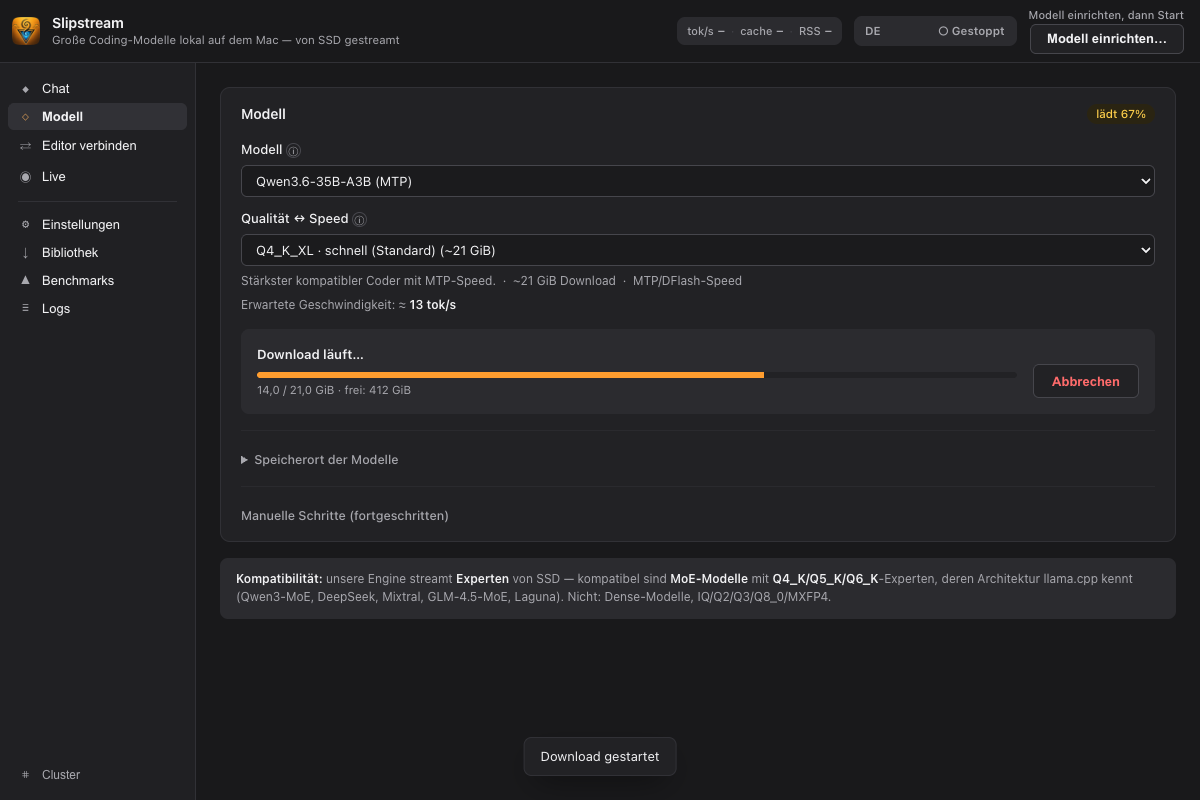 Slipstream
Große Coding-Modelle lokal auf dem Mac — von SSD gestreamt
tok/s – · cache – · RSS –
DE
Gestoppt
Modell einrichten, dann Start
Modell einrichten…
Chat
Modell
Editor verbinden
Live
Einstellungen
Bibliothek
Benchmarks
Logs
Cluster
Modell
lädt 67%
Modell ⓘ
Qwen3.6-35B-A3B (MTP)
Qualität ↔ Speed ⓘ
Q4_K_XL · schnell (Standard) (~21 GiB)
Stärkster kompatibler Coder mit MTP-Speed. · ~21 GiB Download · MTP/DFlash-Speed
Erwartete Geschwindigkeit: ≈ 13 tok/s
Download läuft…
14,0 / 21,0 GiB · frei: 412 GiB
Abbrechen
Speicherort der Modelle
Manuelle Schritte (fortgeschritten)
Kompatibilität: unsere Engine streamt Experten von SSD — kompatibel sind MoE-Modelle mit Q4_K/Q5_K/Q6_K-Experten, deren Architektur llama.cpp kennt
(Qwen3-MoE, DeepSeek, Mixtral, GLM-4.5-MoE, Laguna). Nicht: Dense-Modelle, IQ/Q2/Q3/Q8_0/MXFP4.
Download gestartet